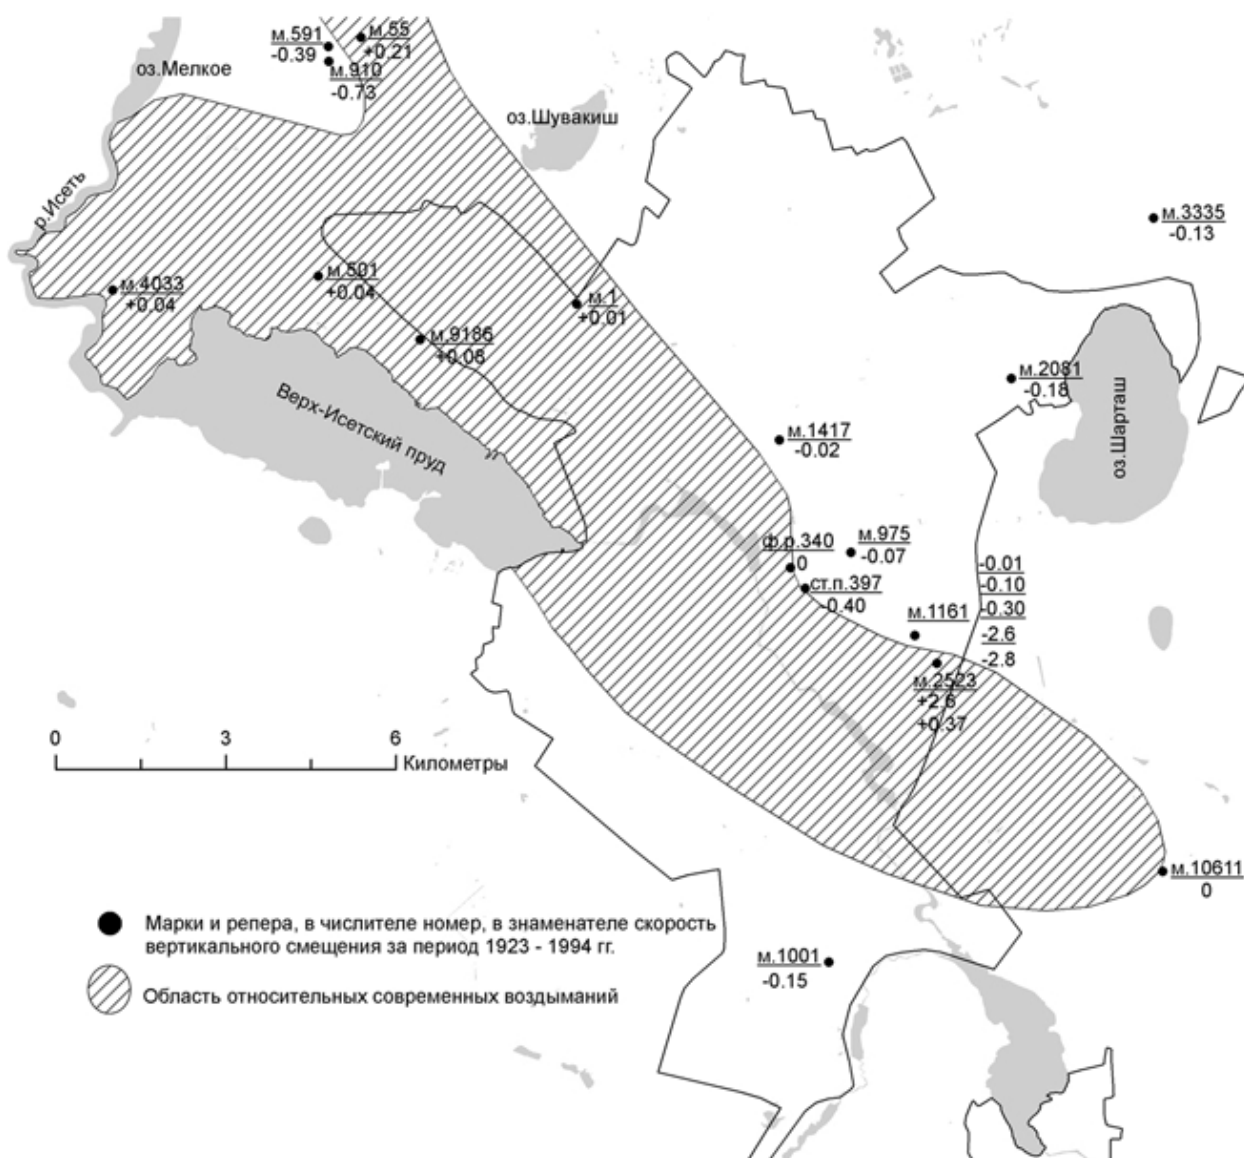 м.591
-0.39
м.55
+0.21
м.910
-0.73
оз.Мелкое
оз.Шувакиш
р.Исеть
м.3335
-0.13
м.4033
+0.04
м.501
+0.04
м.1
+0.01
м.9186
+0.08
м.2081
-0.18
Верх-Исетский пруд
оз.Шарташ
м.1417
-0.02
ф.р.340
0
м.975
-0.07
ст.п.397
-0.40
м.1161
-0.01
-0.10
-0.30
-2.6
-2.8
м.2523
+2.6
+0.37
0 3 6
Километры
м.10611
0
Марки и репера, в числителе номер, в знаменателе скорость
вертикального смещения за период 1923 - 1994 гг.
м.1001
-0.15
Область относительных современных воздыманий